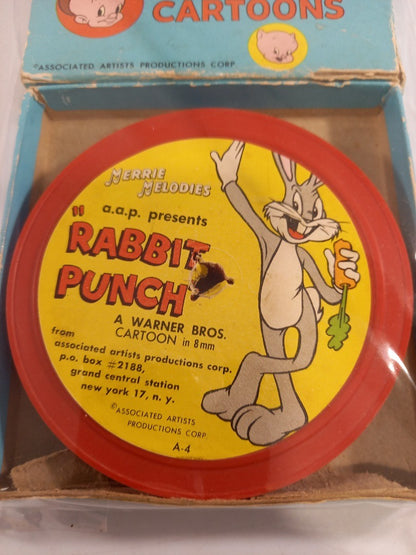 CARTOONS
©ASSOCIATED ARTISTS PRODUCTIONS CORP.
MERRIE
MELODIES
a.a.p. presents
"RABBIT
PUNCH
A WARNER BROS.
CARTOON in 8mm
from
associated artists productions corp.
p.o. box #2188,
grand central station
new york 17, n. y.
©ASSOCIATED ARTISTS
PRODUCTIONS CORP.
A-4